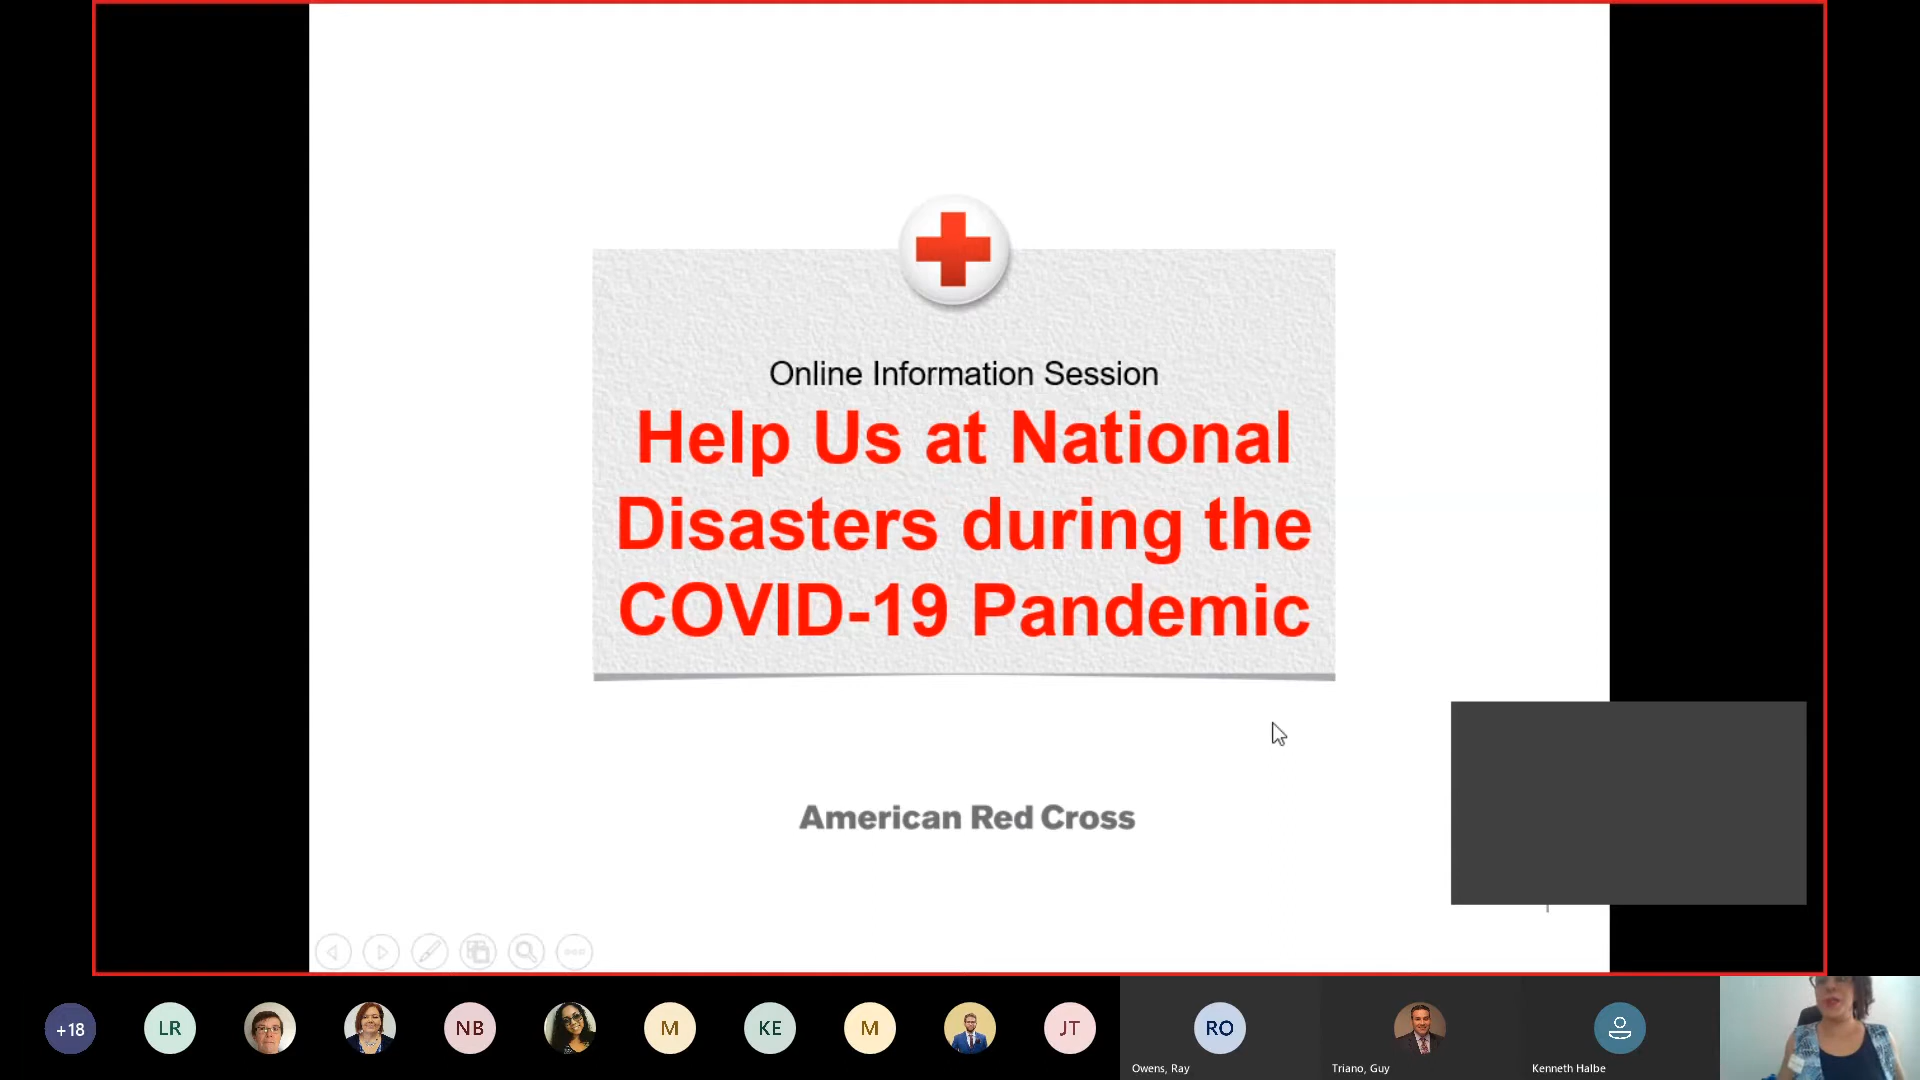 Online Information Session
Help Us at National
Disasters during the
COVID-19 Pandemic
American Red Cross
+18
LR
NB
M
KE
M
JT
RO
Owens, Ray
Triano, Guy
Kenneth Halbe